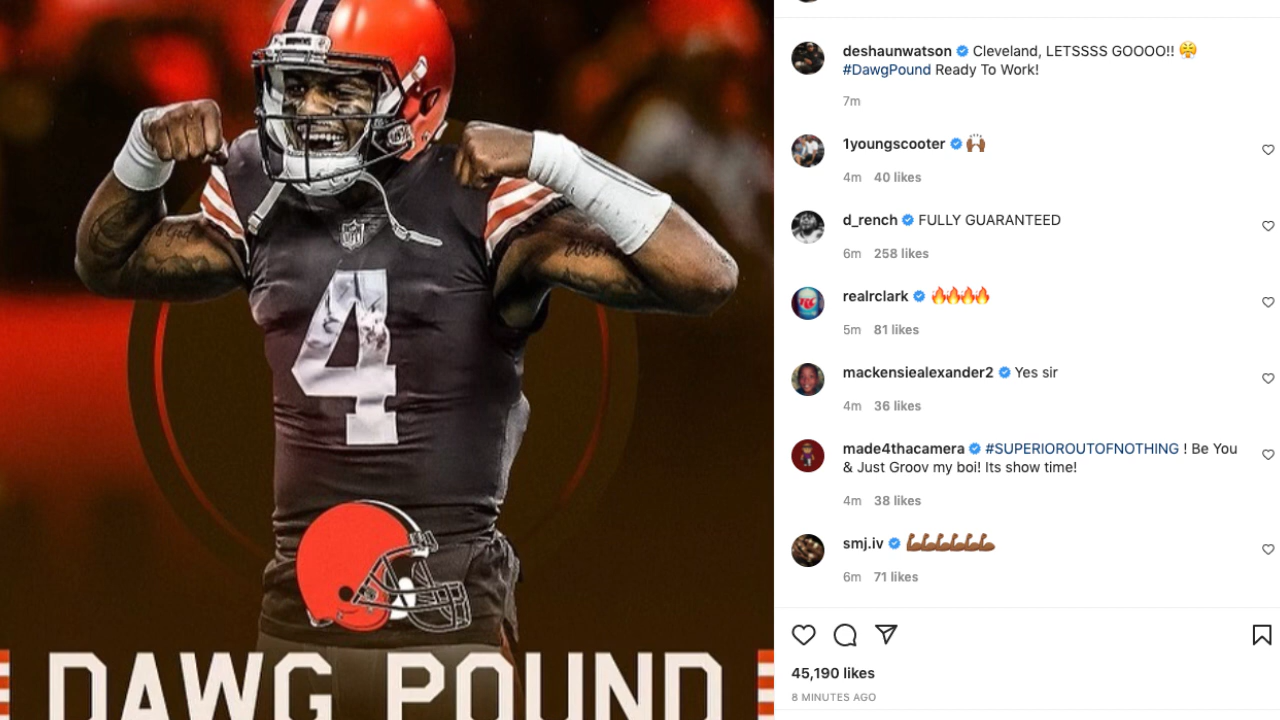 4
DAWG POUND
deshaunwatson Cleveland, LETSSSS GOOOO!! 😤
#DawgPound Ready To Work!
7m
1youngscooter 🙌🏾
4m 40 likes
d_rench FULLY GUARANTEED
6m 258 likes
realrclark 🔥🔥🔥🔥
5m 81 likes
mackensiealexander2 Yes sir
4m 36 likes
made4thacamera #SUPERIOROUTOFNOTHING ! Be You
& Just Groov my boi! Its show time!
4m 38 likes
smj.iv 💪🏾💪🏾💪🏾💪🏾💪🏾💪🏾
6m 71 likes
45,190 likes
8 MINUTES AGO